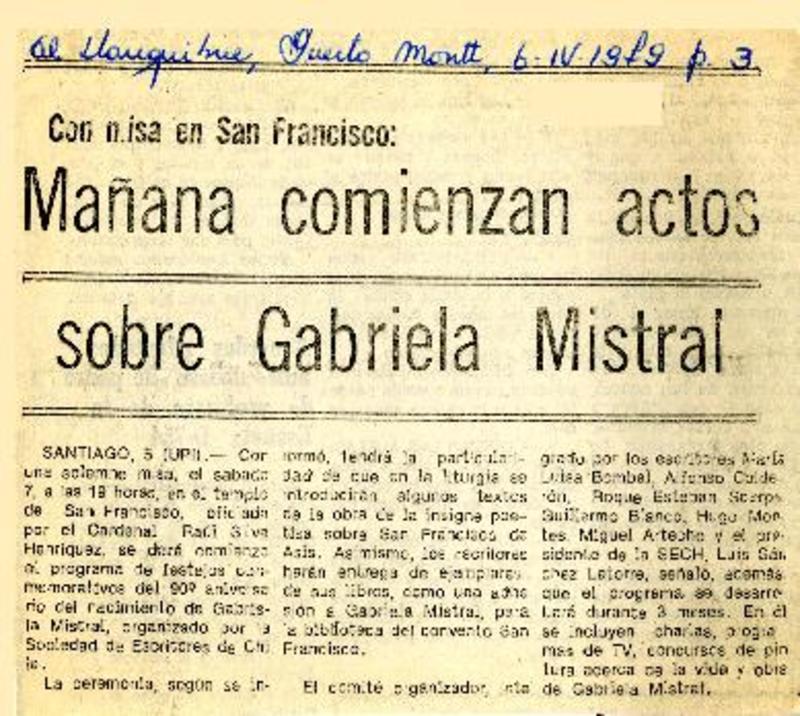 El Llanquihue, Puerto Montt, 6-IV-1979 p. 3.
Con misa en San Francisco:
Mañana comienzan actos
sobre Gabriela Mistral
SANTIAGO, 5 (UPI).— Con
una solemne misa, el sábado
7, a las 19 horas, en el templo
de San Francisco, oficiada
por el Cardenal Raúl Silva
Henríquez, se dará comienzo
el programa de festejos con-
memorativos del 90º aniversa-
rio del nacimiento de Gabrie-
la Mistral, organizado por la
Sociedad de Escritores de Chi
le.
La ceremonia, según se in-
formó, tendrá la particulari-
dad de que en la liturgia se
introducirán algunos textos
de la obra de la insigne poe-
tisa sobre San Francisco de
Asís. Asimismo, los escritores
harán entrega de ejemplares
de sus libros, como una adhe
sión a Gabriela Mistral, para
la biblioteca del convento San
Francisco.
El comité organizador, inte
grado por los escritores María
Luisa Bombal, Alfonso Calde-
rón, Roque Esteban Scarpa
Guillermo Blanco, Hugo Mon-
tes, Miguel Arteche y el pre-
sidente de la SECH, Luis Sán
chez Latorre, señaló, además,
que el programa se desarro-
llará durante 3 meses. En él
se incluyen charlas, progra-
mas de TV, concursos de pin
tura acerca de la vida y obra
de Gabriela Mistral.